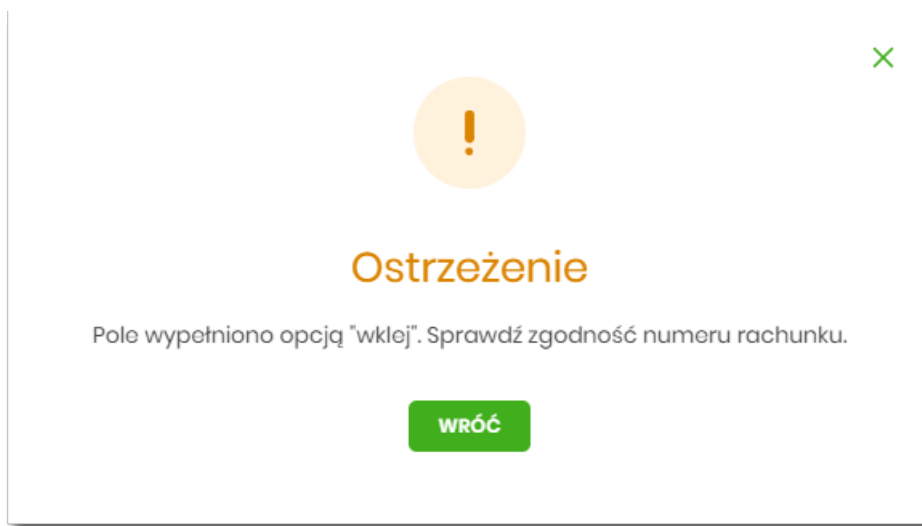 Ostrzeżenie
Pole wypełniono opcją "wklej". Sprawdź zgodność numeru rachunku.
WRÓĆ